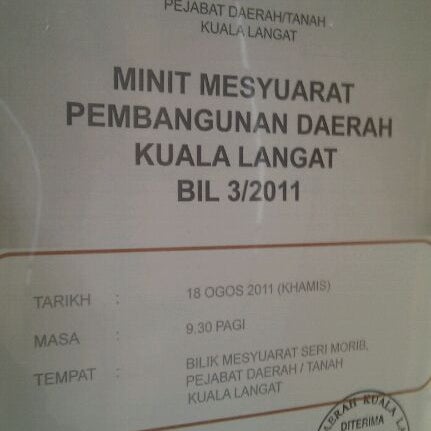 PEJABAT DAERAH/TANAH
KUALA LANGAT
MINIT MESYUARAT
PEMBANGUNAN DAERAH
KUALA LANGAT
BIL 3/2011
TARIKH : 18 OGOS 2011 (KHAMIS)
MASA : 9.30 PAGI
TEMPAT : BILIK MESYUARAT SERI MORIB,
PEJABAT DAERAH / TANAH
KUALA LANGAT
KUALA
DITERIMA